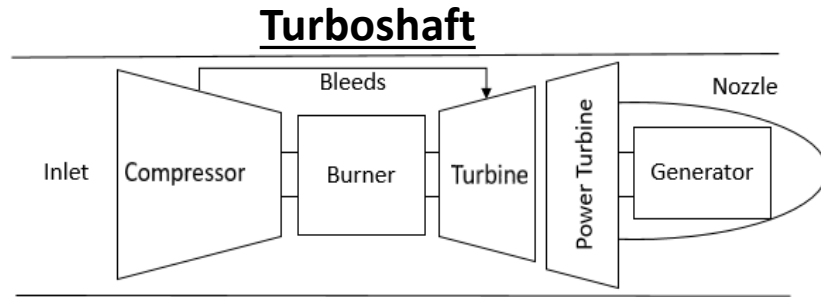 Turboshaft
Bleeds
Nozzle
Inlet
Compressor
Burner
Turbine
Power Turbine
Generator